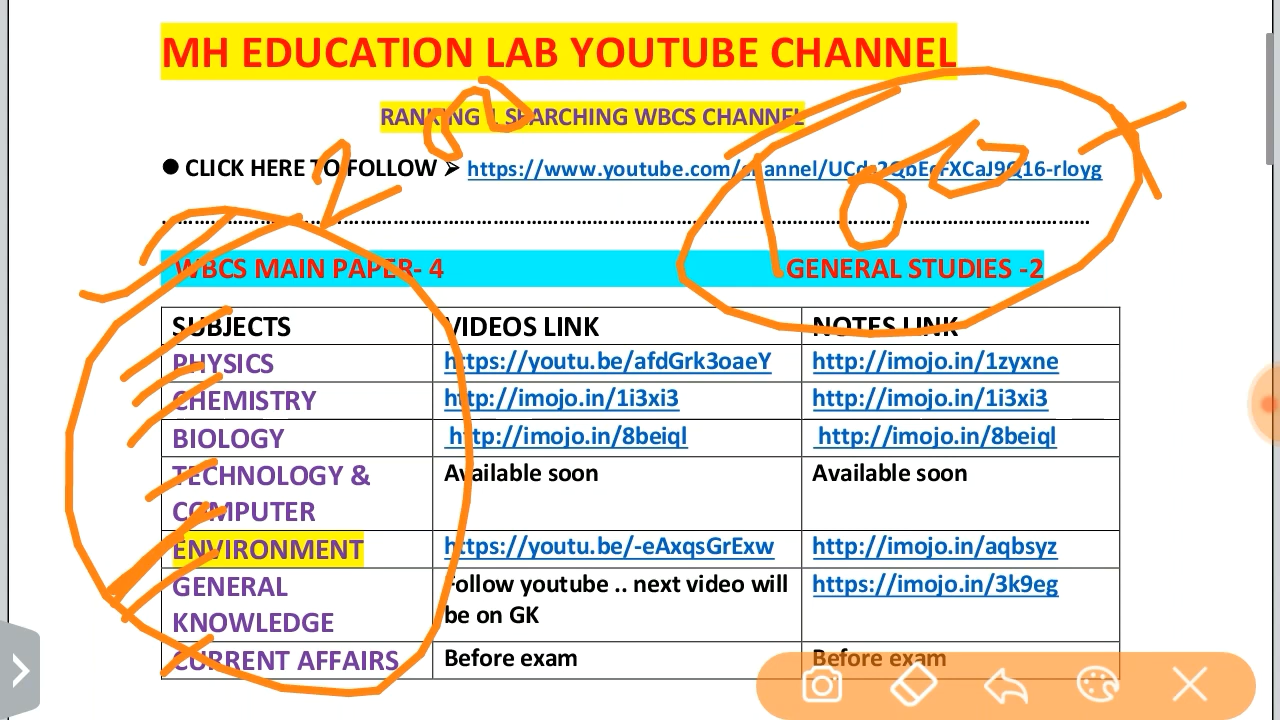 MH EDUCATION LAB YOUTUBE CHANNEL
RANKING 1 SEARCHING WBCS CHANNEL
● CLICK HERE TO FOLLOW ➢ https://www.youtube.com/channel/
WBCS MAIN PAPER- 4 GENERAL STUDIES -2
SUBJECTS VIDEOS LINK NOTES LINK
PHYSICS https://youtu.be/afdGrk3oaeY http://imojo.in/1zyxne
CHEMISTRY http://imojo.in/1i3xi3 http://imojo.in/1i3xi3
BIOLOGY http://imojo.in/8beiql http://imojo.in/8beiql
TECHNOLOGY & Available soon Available soon
COMPUTER
ENVIRONMENT https://youtu.be/-eAxqsGrExw http://imojo.in/aqbsyz
GENERAL Follow youtube .. next video will https://imojo.in/3k9eg
KNOWLEDGE be on GK
CURRENT AFFAIRS Before exam Before exam